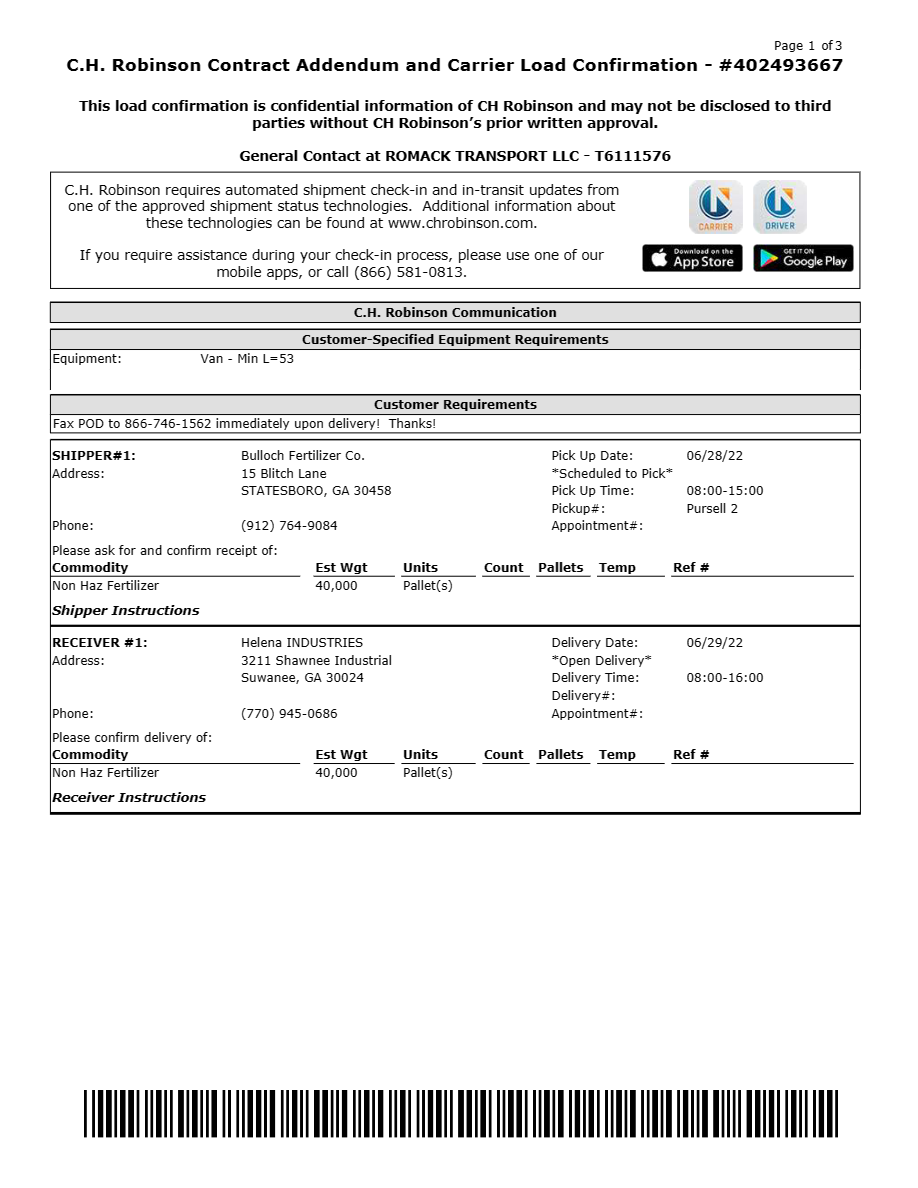 Page 1 of 3
C.H. Robinson Contract Addendum and Carrier Load Confirmation - #402493667
This load confirmation is confidential information of CH Robinson and may not be disclosed to third
parties without CH Robinson's prior written approval.
General Contact at ROMACK TRANSPORT LLC - T6111576
C.H. Robinson requires automated shipment check-in and in-transit updates from
one of the approved shipment status technologies.  Additional information about
these technologies can be found at www.chrobinson.com.
If you require assistance during your check-in process, please use one of our
mobile apps, or call (866) 581-0813.
CARRIER DRIVER
Download on the App Store GET IT ON Google Play
C.H. Robinson Communication
Customer-Specified Equipment Requirements
Equipment: Van - Min L=53
Customer Requirements
Fax POD to 866-746-1562 immediately upon delivery!  Thanks!
SHIPPER#1: Bulloch Fertilizer Co. Pick Up Date: 06/28/22
Address: 15 Blitch Lane *Scheduled to Pick*
STATESBORO, GA 30458 Pick Up Time: 08:00-15:00
Pickup#: Pursell 2
Phone: (912) 764-9084 Appointment#:
Please ask for and confirm receipt of:
Commodity Est Wgt Units Count Pallets Temp Ref #
Non Haz Fertilizer 40,000 Pallet(s)
Shipper Instructions
RECEIVER #1: Helena INDUSTRIES Delivery Date: 06/29/22
Address: 3211 Shawnee Industrial *Open Delivery*
Suwanee, GA 30024 Delivery Time: 08:00-16:00
Delivery#:
Phone: (770) 945-0686 Appointment#:
Please confirm delivery of:
Commodity Est Wgt Units Count Pallets Temp Ref #
Non Haz Fertilizer 40,000 Pallet(s)
Receiver Instructions